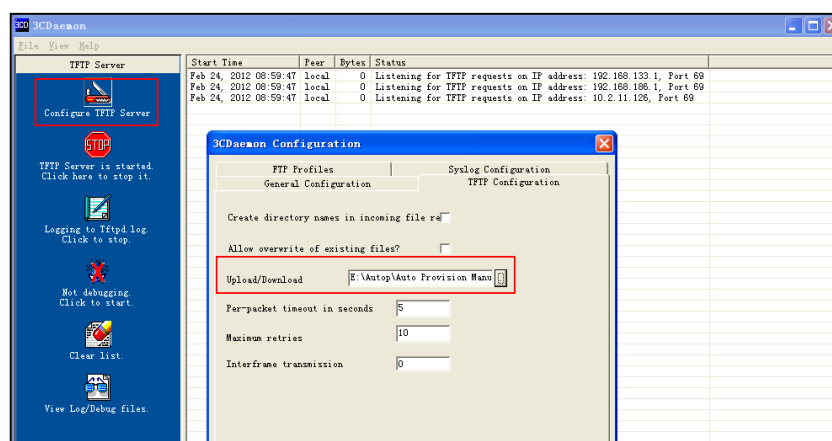 3CD 3CDaemon
File View Help
TFTP Server
Start Time Peer Bytes Status
Feb 24, 2012 08:59:47 local 0 Listening for TFTP requests on IP address: 192.168.133.1, Port 69
Feb 24, 2012 08:59:47 local 0 Listening for TFTP requests on IP address: 192.168.186.1, Port 69
Feb 24, 2012 08:59:47 local 0 Listening for TFTP requests on IP address: 10.2.11.126, Port 69
Configure TFTP Server
STOP
TFTP Server is started.
Click here to stop it.
Logging to Tftpd.log.
Click to stop.
Not debugging.
Click to start.
Clear list.
View Log/Debug files.
3CDaemon Configuration
FTP Profiles Syslog Configuration
General Configuration TFTP Configuration
Create directory names in incoming file re
Allow overwrite of existing files?
Upload/Download E:\Autop\Auto Provision Manu
Per-packet timeout in seconds 5
Maximum retries 10
Interframe transmission 0